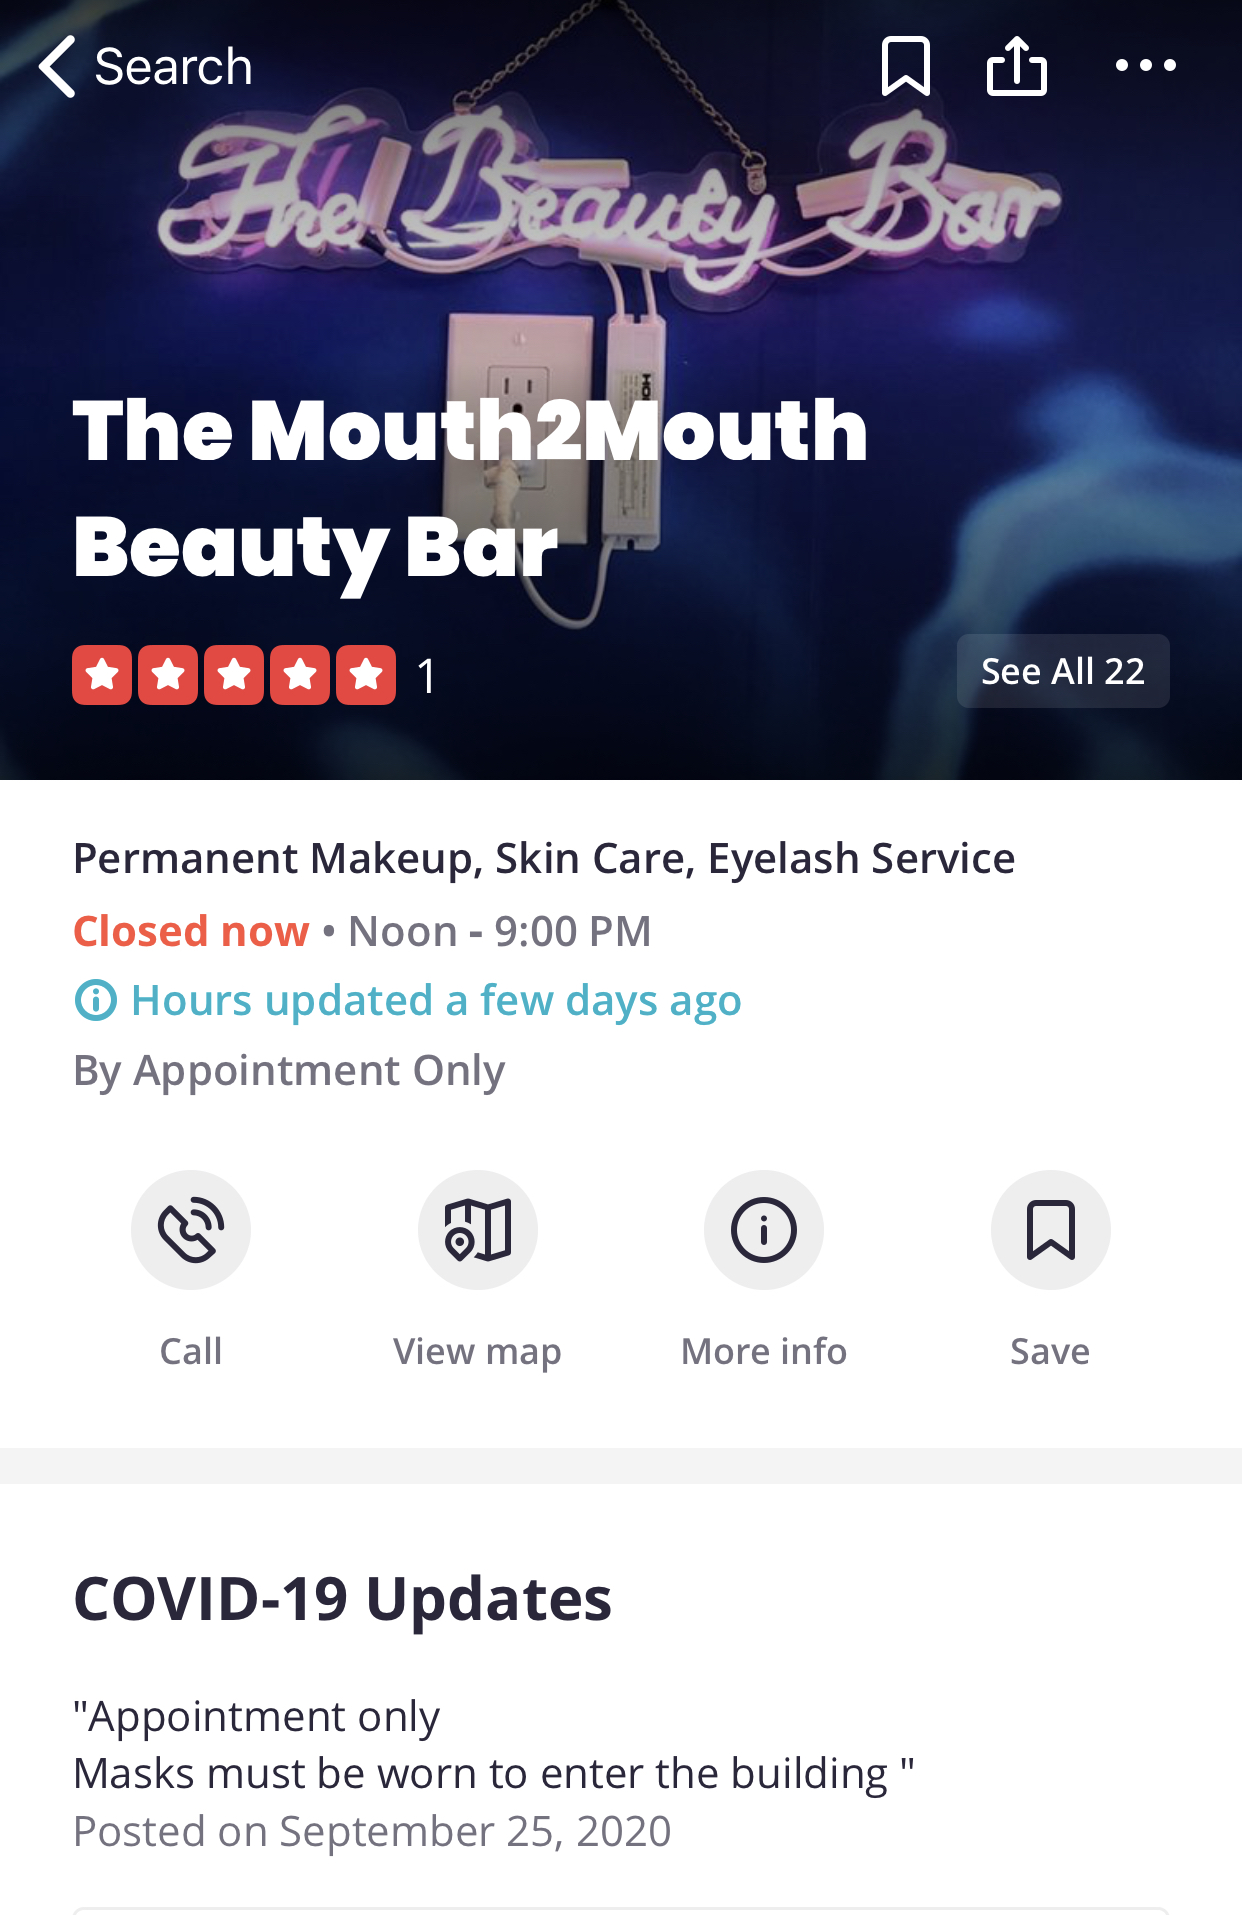 Search
The Beauty Bar
The Mouth2Mouth
Beauty Bar
1
See All 22
Permanent Makeup, Skin Care, Eyelash Service
Closed now • Noon - 9:00 PM
Hours updated a few days ago
By Appointment Only
Call
View map
More info
Save
COVID-19 Updates
"Appointment only
Masks must be worn to enter the building "
Posted on September 25, 2020